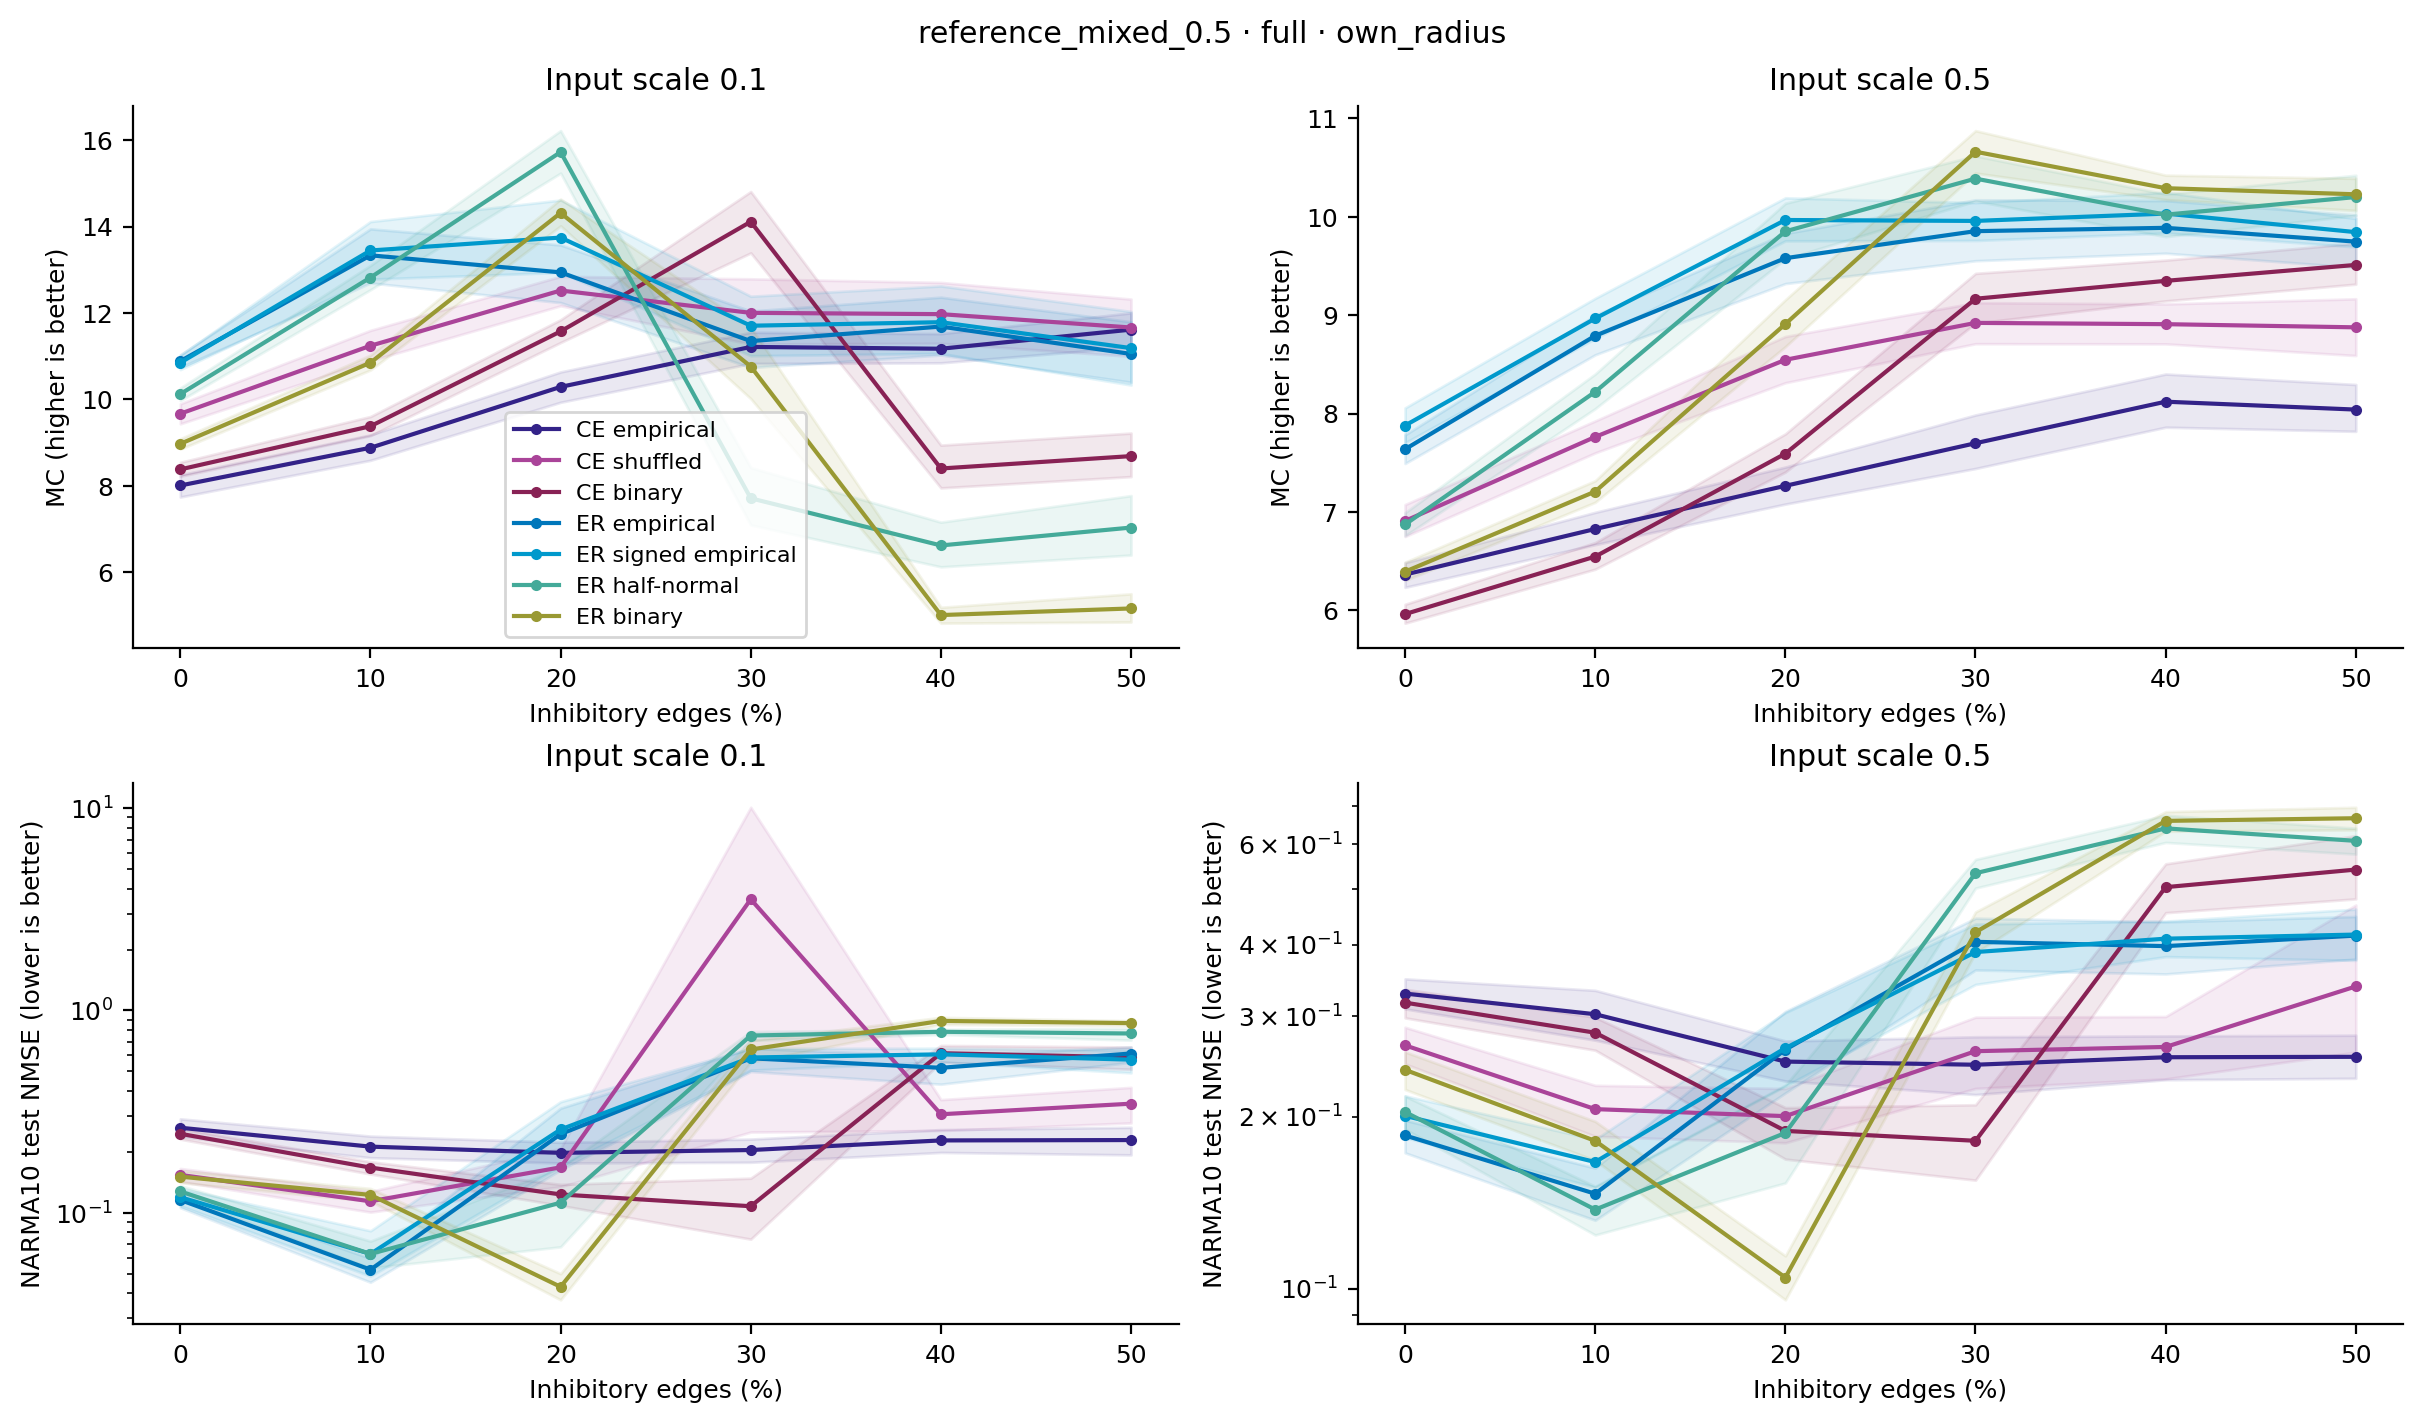 reference_mixed_0.5 · full · own_radius
Input scale 0.1
MC (higher is better)
16
14
12
10
8
6
CE empirical
CE shuffled
CE binary
ER empirical
ER signed empirical
ER half-normal
ER binary
0 10 20 30 40 50
Inhibitory edges (%)
Input scale 0.5
MC (higher is better)
11
10
9
8
7
6
0 10 20 30 40 50
Inhibitory edges (%)
Input scale 0.1
NARMA10 test NMSE (lower is better)
10¹
10⁰
10⁻¹
0 10 20 30 40 50
Inhibitory edges (%)
Input scale 0.5
NARMA10 test NMSE (lower is better)
6 × 10⁻¹
4 × 10⁻¹
3 × 10⁻¹
2 × 10⁻¹
10⁻¹
0 10 20 30 40 50
Inhibitory edges (%)